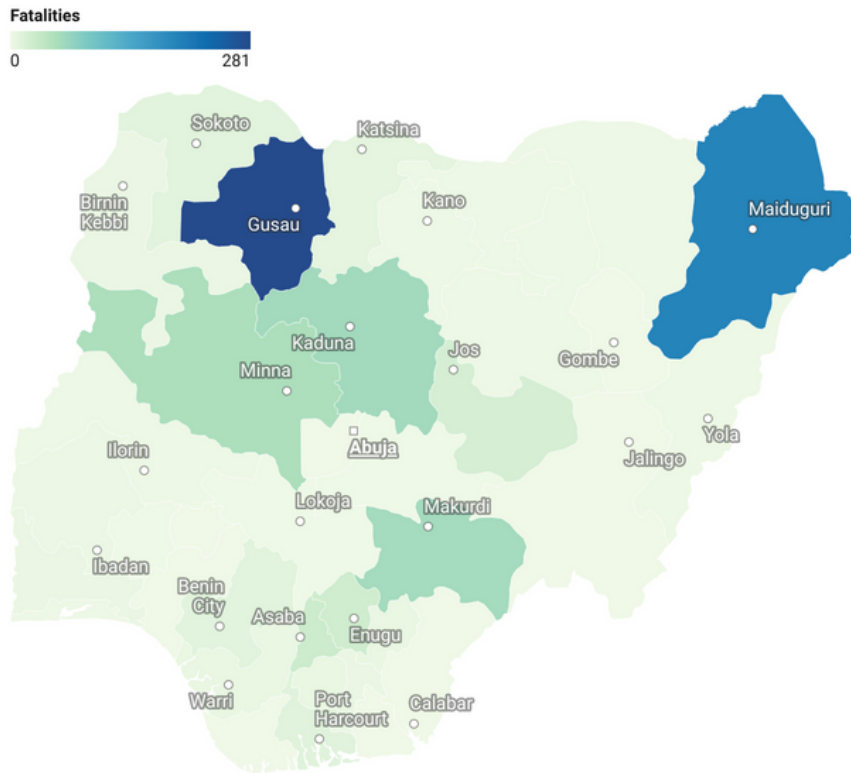 Fatalities
0 281
Sokoto
Katsina
Birnin
Kebbi
Kano
Gusau
Maiduguri
Kaduna
Jos
Gombe
Minna
Yola
Abuja
Jalingo
Ilorin
Lokoja
Makurdi
Ibadan
Benin
City
Asaba
Enugu
Warri
Port
Harcourt
Calabar